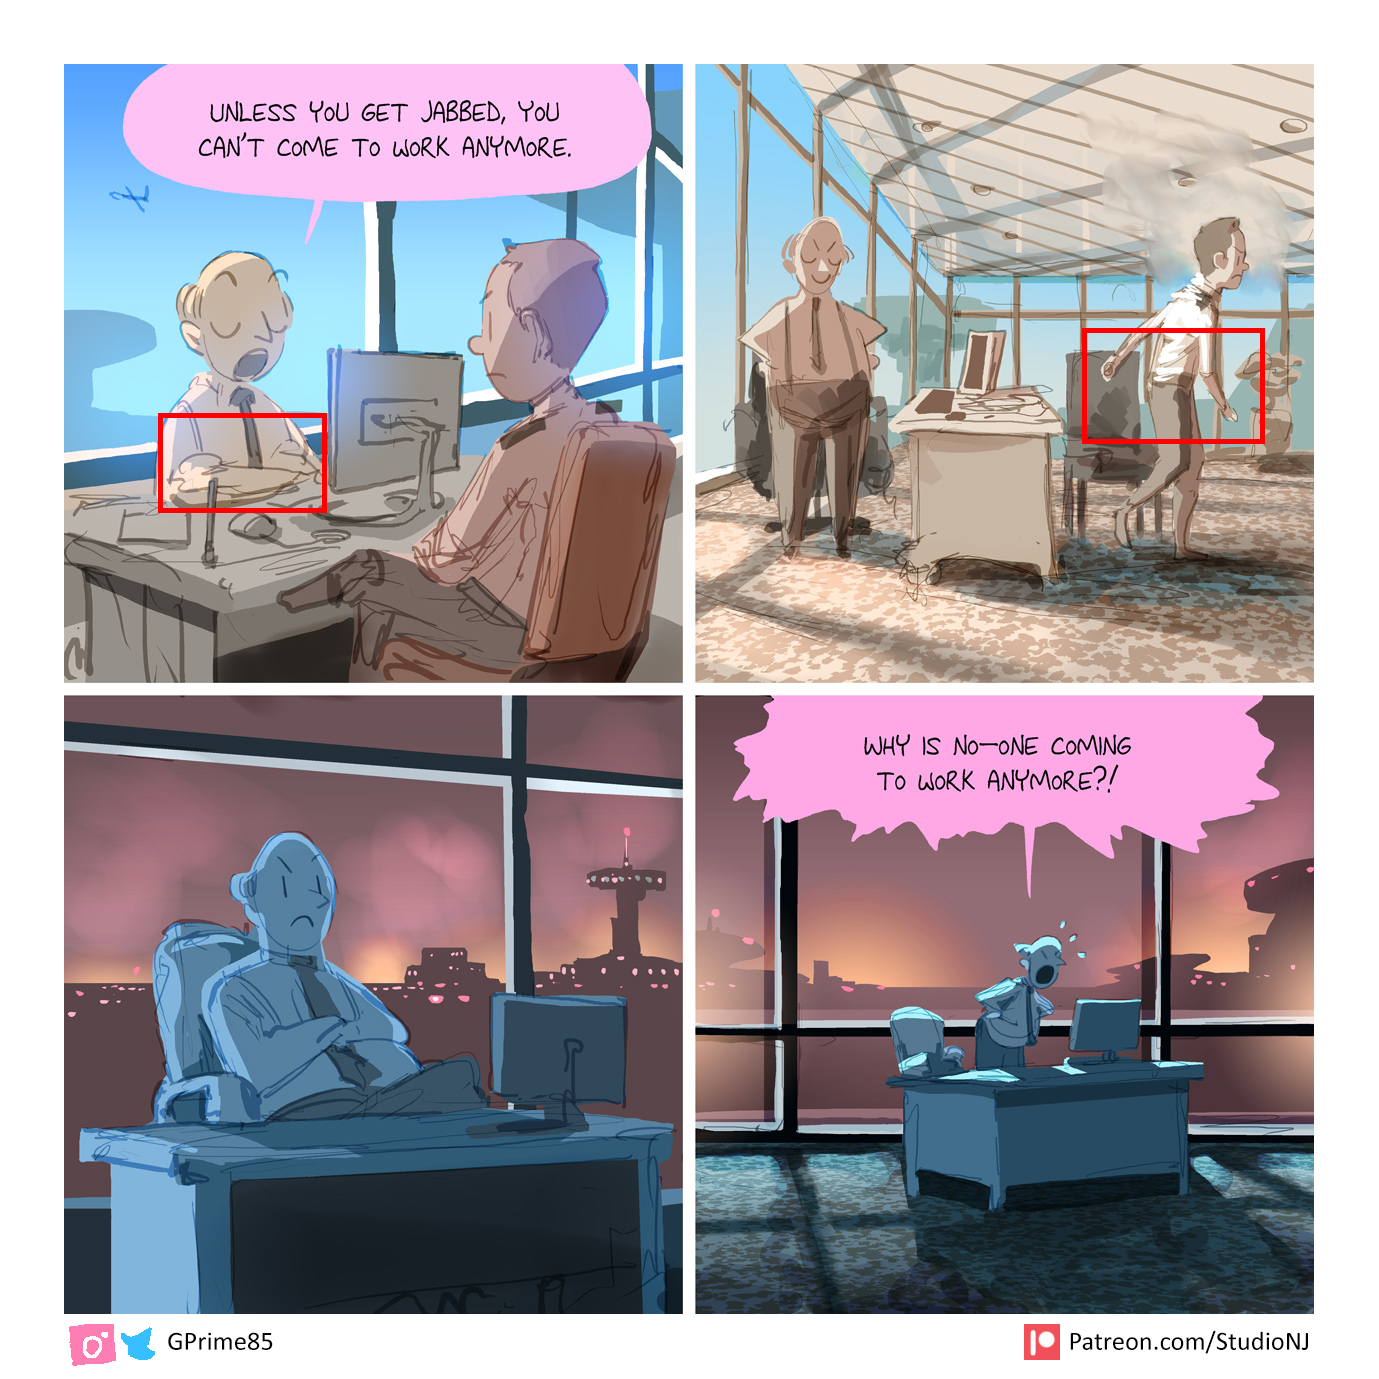 UNLESS YOU GET JABBED, YOU
CAN'T COME TO WORK ANYMORE.
WHY IS NO-ONE COMING
TO WORK ANYMORE?!
GPrime85
Patreon.com/StudioNJ